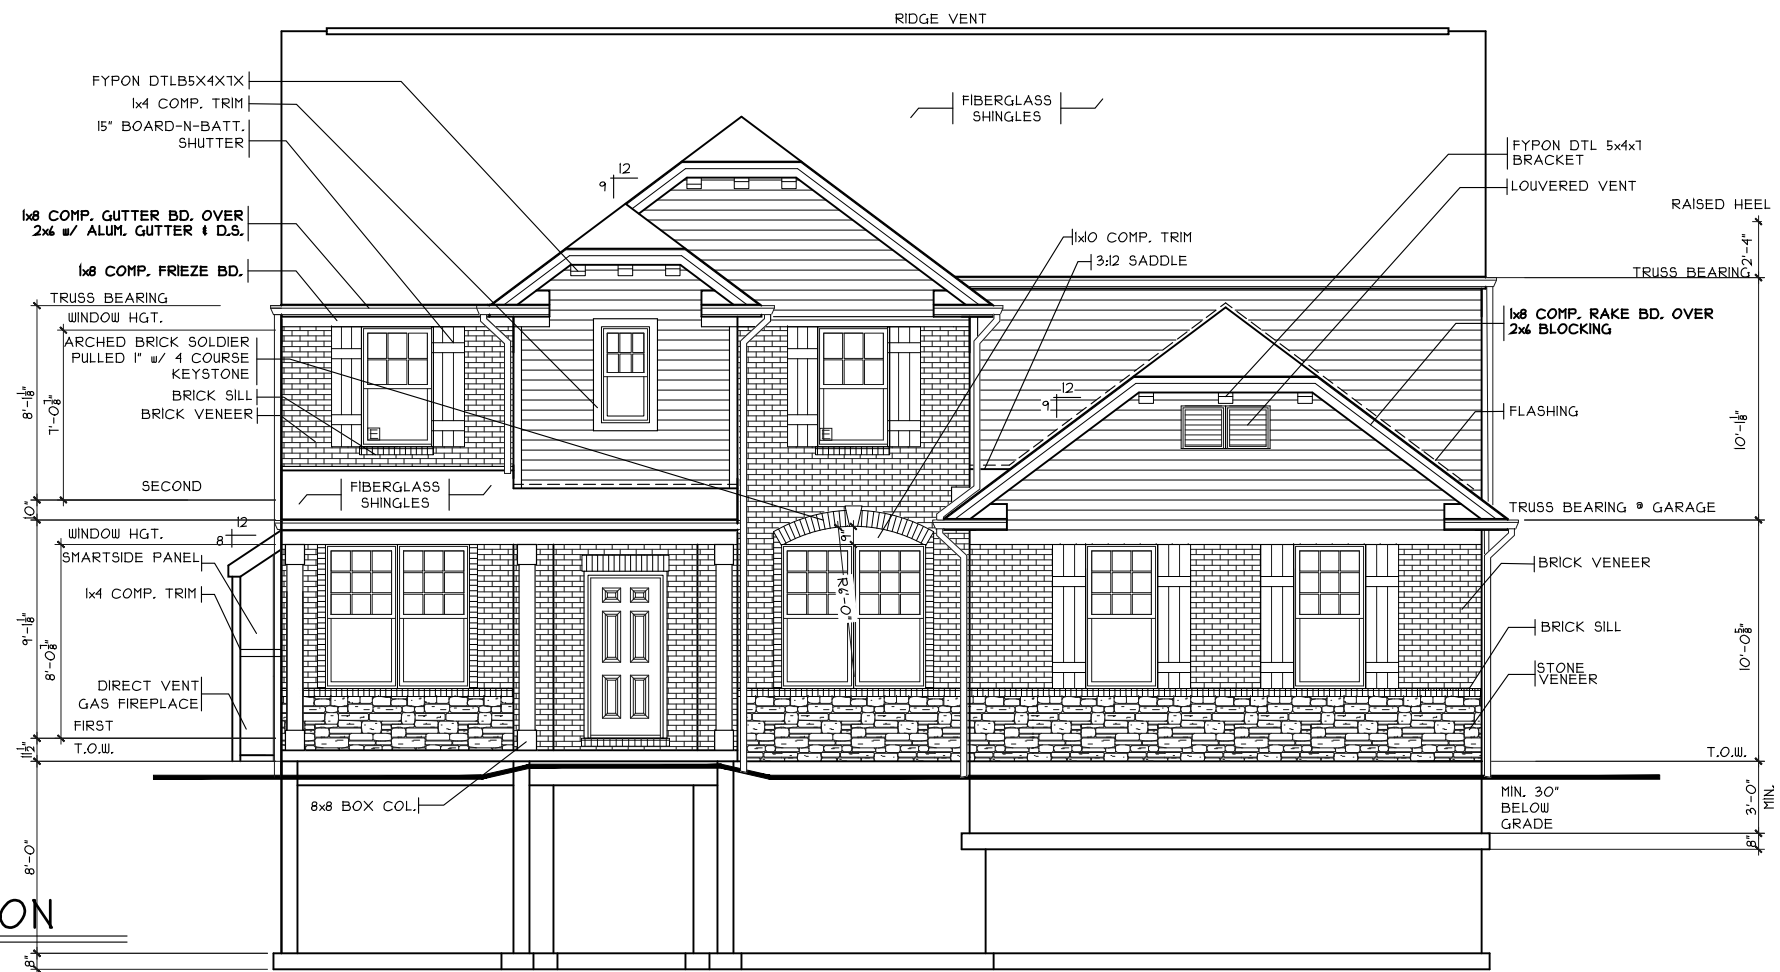 RIDGE VENT
FYPON DTLB5X4X7X
1x4 COMP. TRIM
15" BOARD-N-BATT.
SHUTTER
1x8 COMP. GUTTER BD. OVER
2x6 w/ ALUM. GUTTER & D.S.
1x8 COMP. FRIEZE BD.
TRUSS BEARING
WINDOW HGT.
ARCHED BRICK SOLDIER
PULLED 1" w/ 4 COURSE
KEYSTONE
BRICK SILL
BRICK VENEER
8'-1 1/8"
7'-0 7/8"
SECOND
10"
WINDOW HGT.
SMARTSIDE PANEL
1x4 COMP. TRIM
9'-1 1/8"
8'-0 7/8"
DIRECT VENT
GAS FIREPLACE
FIRST
T.O.W.
11 1/2"
8'-0"
8"
ON
12
8
12
9
FIBERGLASS
SHINGLES
FIBERGLASS
SHINGLES
E
E
8x8 BOX COL.
6"
R6'-0"
1x10 COMP. TRIM
3:12 SADDLE
12
9
FYPON DTL 5x4x7
BRACKET
LOUVERED VENT
RAISED HEEL
2'-4"
TRUSS BEARING
1x8 COMP. RAKE BD. OVER
2x6 BLOCKING
FLASHING
10'-1 1/8"
TRUSS BEARING @ GARAGE
BRICK VENEER
BRICK SILL
STONE
VENEER
10'-0 5/8"
T.O.W.
MIN. 30"
BELOW
GRADE
3'-0"
MIN.
8"